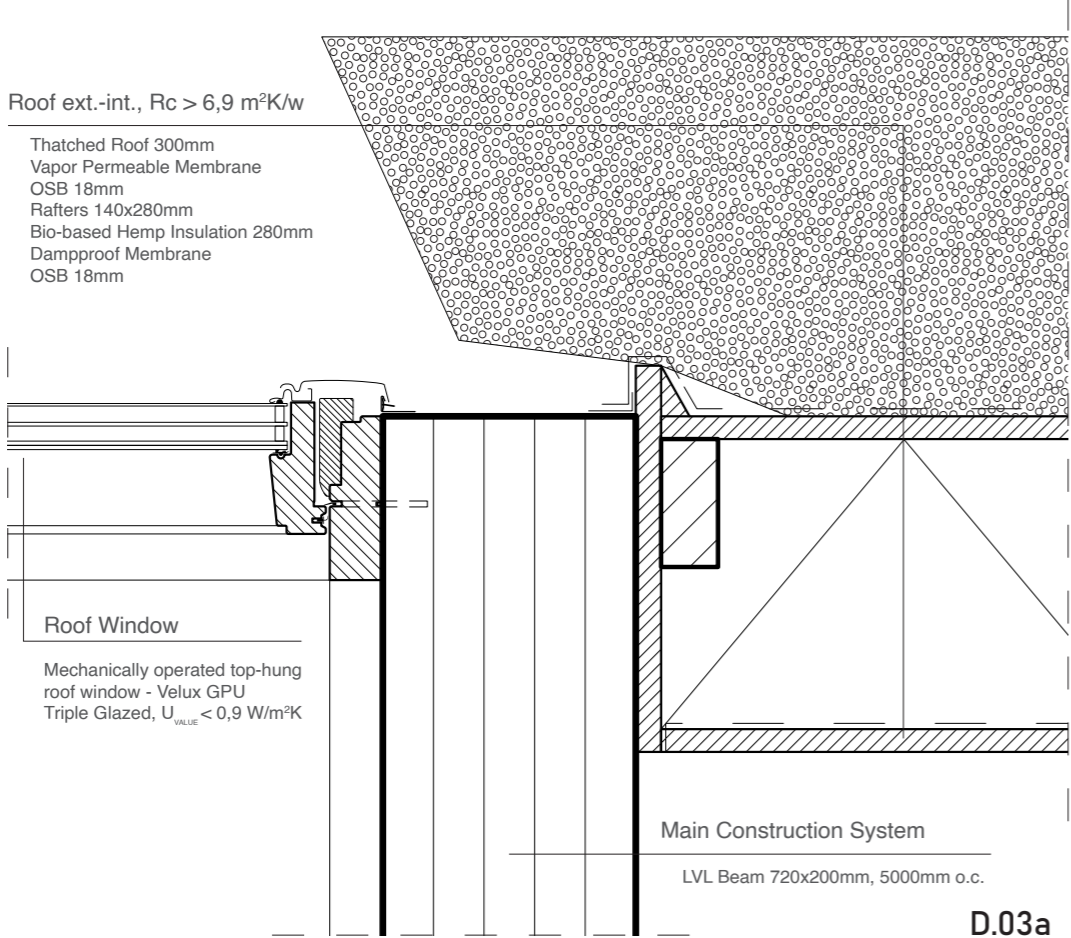 Roof ext.-int., Rc > 6,9 m²K/w
Thatched Roof 300mm
Vapor Permeable Membrane
OSB 18mm
Rafters 140x280mm
Bio-based Hemp Insulation 280mm
Dampproof Membrane
OSB 18mm
Roof Window
Mechanically operated top-hung
roof window - Velux GPU
Triple Glazed, U_VALUE < 0,9 W/m²K
Main Construction System
LVL Beam 720x200mm, 5000mm o.c.
D.03a